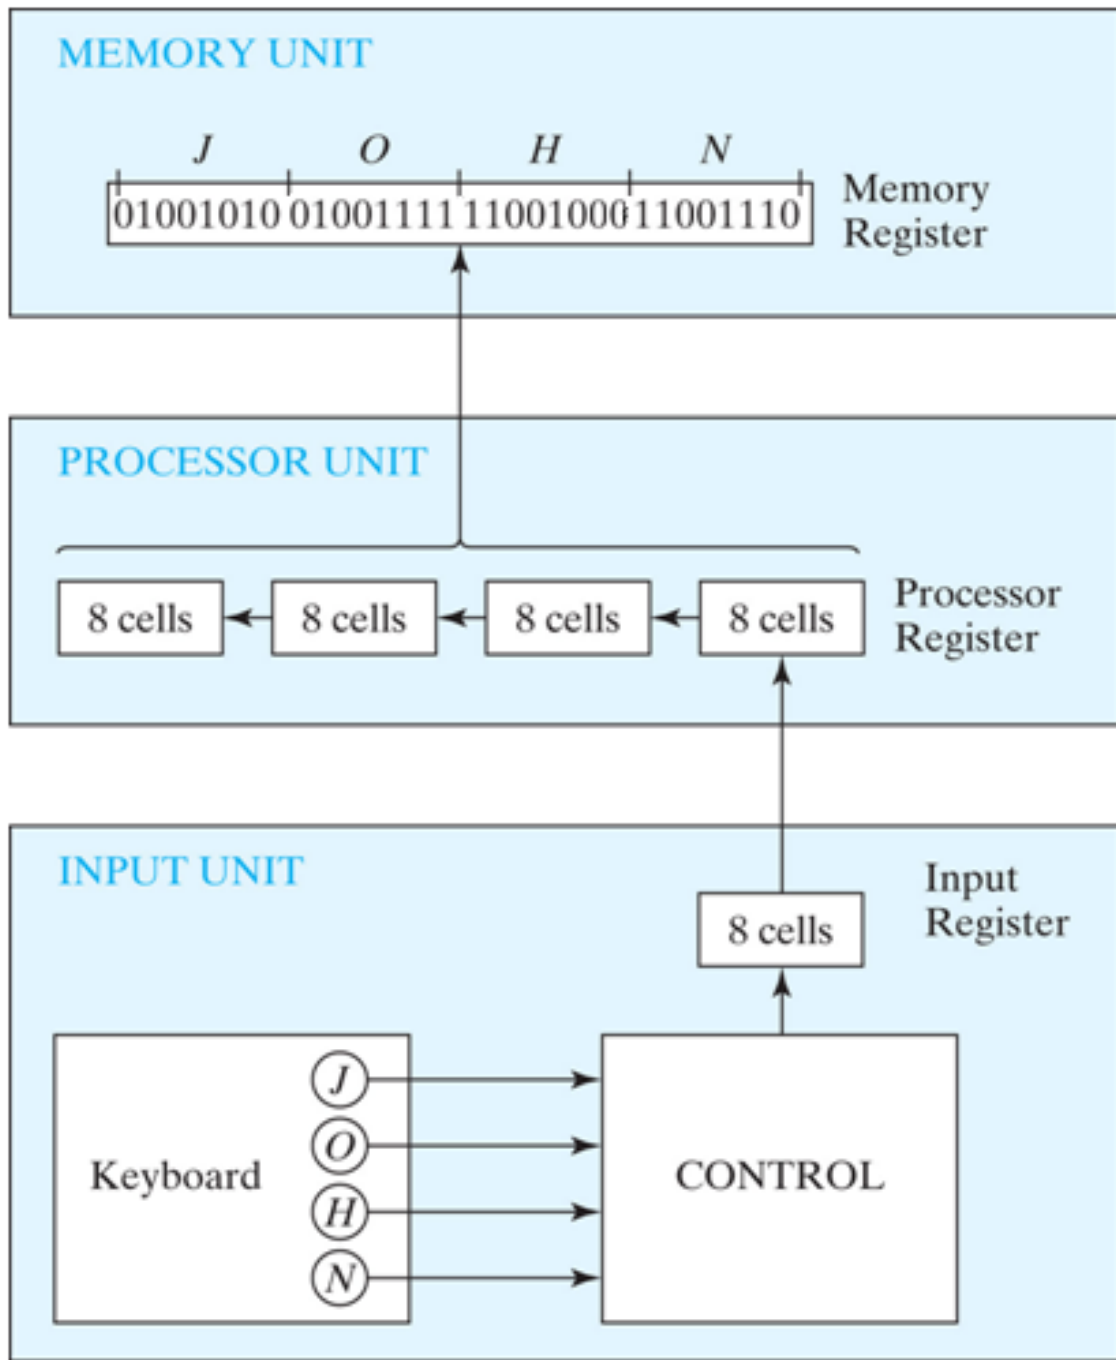 MEMORY UNIT
J O H N
01001010 01001111 11001000 11001110
Memory
Register
PROCESSOR UNIT
8 cells 8 cells 8 cells 8 cells
Processor
Register
INPUT UNIT
Input
Register
8 cells
J
O
Keyboard
CONTROL
H
N